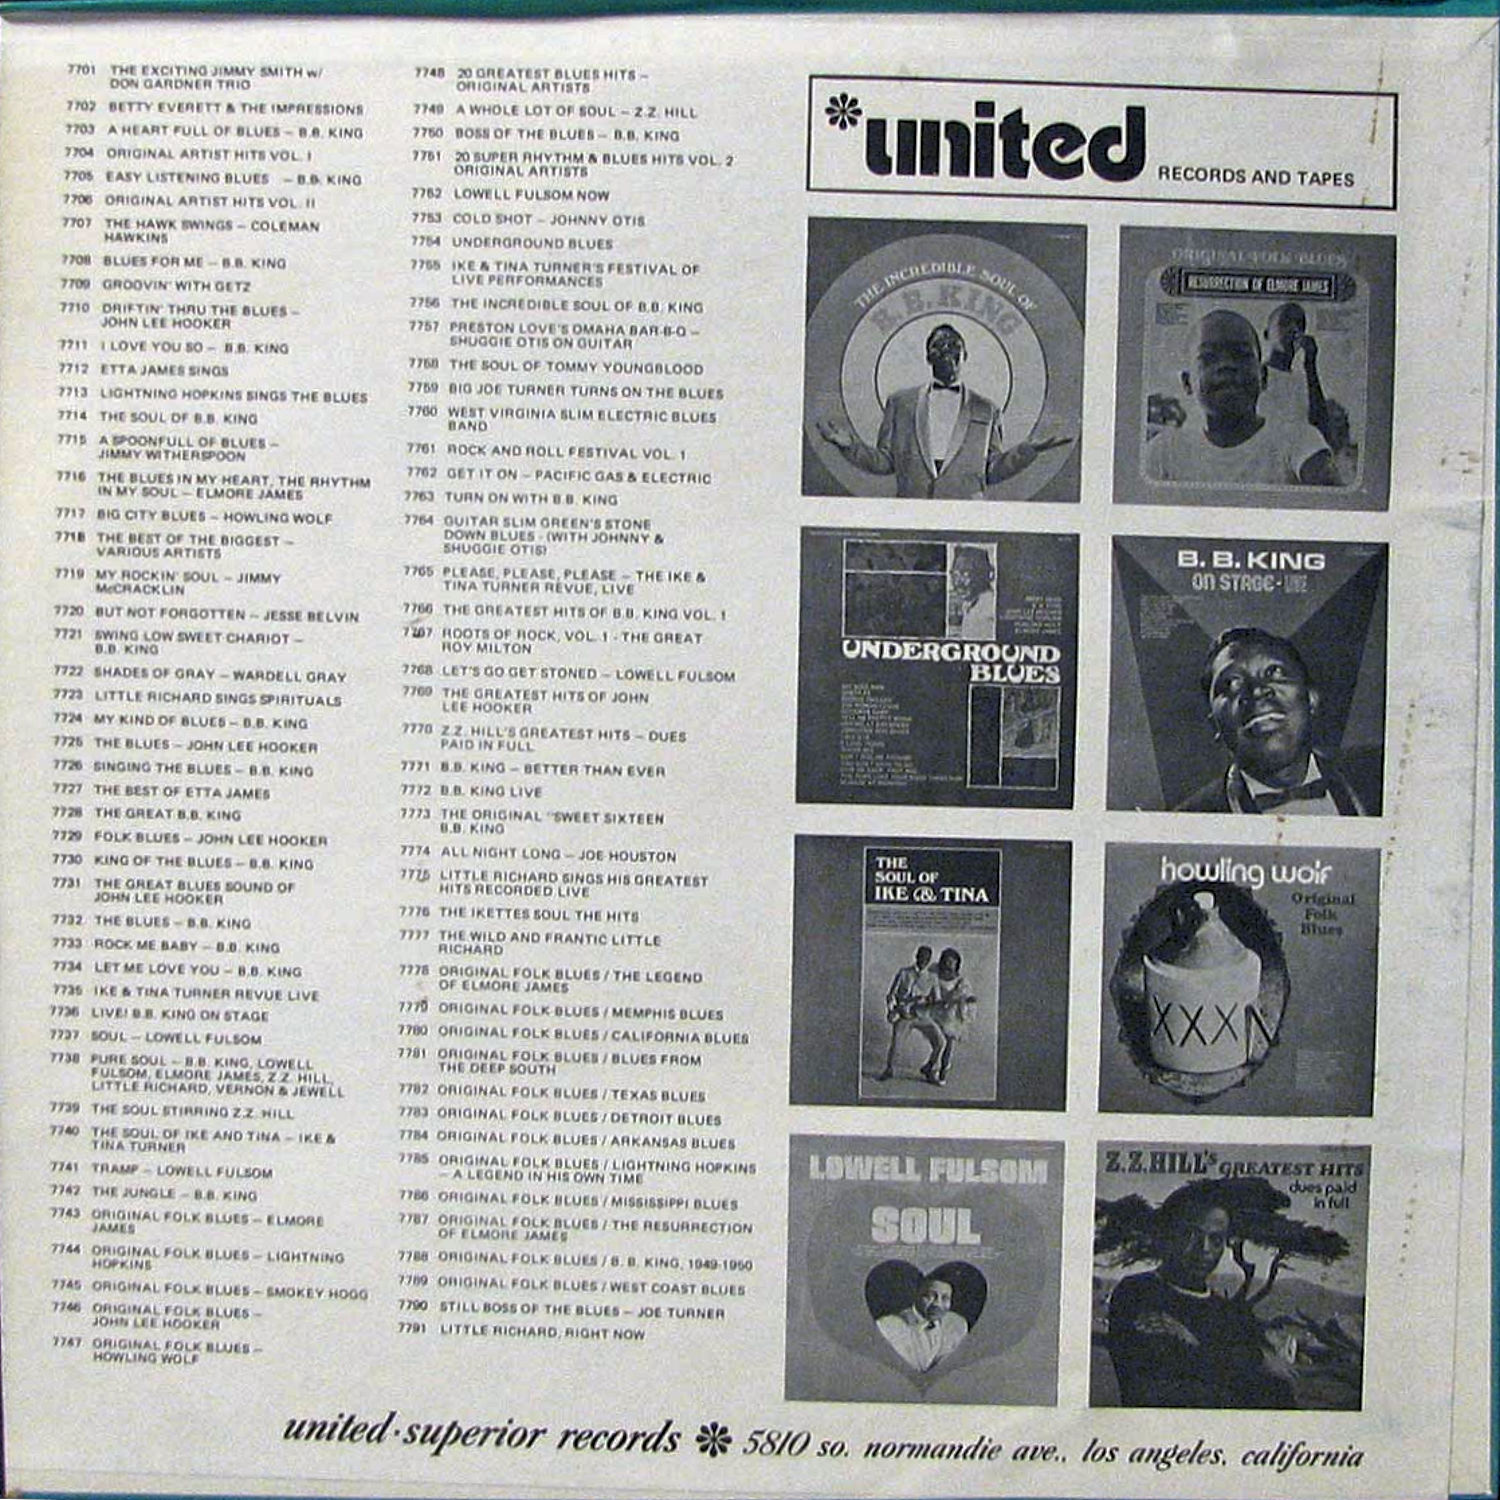 7701 THE EXCITING JIMMY SMITH w/
DON GARDNER TRIO
7702 BETTY EVERETT & THE IMPRESSIONS
7703 A HEART FULL OF BLUES – B.B. KING
7704 ORIGINAL ARTIST HITS VOL. I
7705 EASY LISTENING BLUES – B.B. KING
7706 ORIGINAL ARTIST HITS VOL. II
7707 THE HAWK SWINGS – COLEMAN
HAWKINS
7708 BLUES FOR ME – B.B. KING
7709 GROOVIN' WITH GETZ
7710 DRIFTIN' THRU THE BLUES –
JOHN LEE HOOKER
7711 I LOVE YOU SO – B.B. KING
7712 ETTA JAMES SINGS
7713 LIGHTNING HOPKINS SINGS THE BLUES
7714 THE SOUL OF B.B. KING
7715 A SPOONFULL OF BLUES –
JIMMY WITHERSPOON
7716 THE BLUES IN MY HEART, THE RHYTHM
IN MY SOUL – ELMORE JAMES
7717 BIG CITY BLUES – HOWLING WOLF
7718 THE BEST OF THE BIGGEST –
VARIOUS ARTISTS
7719 MY ROCKIN' SOUL – JIMMY
McCRACKLIN
7720 BUT NOT FORGOTTEN – JESSE BELVIN
7721 SWING LOW SWEET CHARIOT –
B.B. KING
7722 SHADES OF GRAY – WARDELL GRAY
7723 LITTLE RICHARD SINGS SPIRITUALS
7724 MY KIND OF BLUES – B.B. KING
7725 THE BLUES – JOHN LEE HOOKER
7726 SINGING THE BLUES – B.B. KING
7727 THE BEST OF ETTA JAMES
7728 THE GREAT B.B. KING
7729 FOLK BLUES – JOHN LEE HOOKER
7730 KING OF THE BLUES – B.B. KING
7731 THE GREAT BLUES SOUND OF
JOHN LEE HOOKER
7732 THE BLUES – B.B. KING
7733 ROCK ME BABY – B.B. KING
7734 LET ME LOVE YOU – B.B. KING
7735 IKE & TINA TURNER REVUE LIVE
7736 LIVE! B.B. KING ON STAGE
7737 SOUL – LOWELL FULSOM
7738 PURE SOUL – B.B. KING, LOWELL
FULSOM, ELMORE JAMES, Z.Z. HILL,
LITTLE RICHARD, VERNON & JEWELL
7739 THE SOUL STIRRING Z.Z. HILL
7740 THE SOUL OF IKE AND TINA – IKE &
TINA TURNER
7741 TRAMP – LOWELL FULSOM
7742 THE JUNGLE – B.B. KING
7743 ORIGINAL FOLK BLUES – ELMORE
JAMES
7744 ORIGINAL FOLK BLUES – LIGHTNING
HOPKINS
7745 ORIGINAL FOLK BLUES – SMOKEY HOGG
7746 ORIGINAL FOLK BLUES –
JOHN LEE HOOKER
7747 ORIGINAL FOLK BLUES –
HOWLING WOLF
7748 20 GREATEST BLUES HITS –
ORIGINAL ARTISTS
7749 A WHOLE LOT OF SOUL – Z.Z. HILL
7750 BOSS OF THE BLUES – B.B. KING
7751 20 SUPER RHYTHM & BLUES HITS VOL. 2
ORIGINAL ARTISTS
7752 LOWELL FULSOM NOW
7753 COLD SHOT – JOHNNY OTIS
7754 UNDERGROUND BLUES
7755 IKE & TINA TURNER'S FESTIVAL OF
LIVE PERFORMANCES
7756 THE INCREDIBLE SOUL OF B.B. KING
7757 PRESTON LOVE'S OMAHA BAR-B-Q –
SHUGGIE OTIS ON GUITAR
7758 THE SOUL OF TOMMY YOUNGBLOOD
7759 BIG JOE TURNER TURNS ON THE BLUES
7760 WEST VIRGINIA SLIM ELECTRIC BLUES
BAND
7761 ROCK AND ROLL FESTIVAL VOL. 1
7762 GET IT ON – PACIFIC GAS & ELECTRIC
7763 TURN ON WITH B.B. KING
7764 GUITAR SLIM GREEN'S STONE
DOWN BLUES - (WITH JOHNNY &
SHUGGIE OTIS)
7765 PLEASE, PLEASE, PLEASE – THE IKE &
TINA TURNER REVUE, LIVE
7766 THE GREATEST HITS OF B.B. KING VOL. 1
7767 ROOTS OF ROCK, VOL. 1 - THE GREAT
ROY MILTON
7768 LET'S GO GET STONED – LOWELL FULSOM
7769 THE GREATEST HITS OF JOHN
LEE HOOKER
7770 Z.Z. HILL'S GREATEST HITS – DUES
PAID IN FULL
7771 B.B. KING – BETTER THAN EVER
7772 B.B. KING LIVE
7773 THE ORIGINAL "SWEET SIXTEEN
B.B. KING
7774 ALL NIGHT LONG – JOE HOUSTON
7775 LITTLE RICHARD SINGS HIS GREATEST
HITS RECORDED LIVE
7776 THE IKETTES SOUL THE HITS
7777 THE WILD AND FRANTIC LITTLE
RICHARD
7778 ORIGINAL FOLK BLUES / THE LEGEND
OF ELMORE JAMES
7779 ORIGINAL FOLK BLUES / MEMPHIS BLUES
7780 ORIGINAL FOLK BLUES / CALIFORNIA BLUES
7781 ORIGINAL FOLK BLUES / BLUES FROM
THE DEEP SOUTH
7782 ORIGINAL FOLK BLUES / TEXAS BLUES
7783 ORIGINAL FOLK BLUES / DETROIT BLUES
7784 ORIGINAL FOLK BLUES / ARKANSAS BLUES
7785 ORIGINAL FOLK BLUES / LIGHTNING HOPKINS
– A LEGEND IN HIS OWN TIME
7786 ORIGINAL FOLK BLUES / MISSISSIPPI BLUES
7787 ORIGINAL FOLK BLUES / THE RESURRECTION
OF ELMORE JAMES
7788 ORIGINAL FOLK BLUES / B. B. KING, 1949-1950
7789 ORIGINAL FOLK BLUES / WEST COAST BLUES
7790 STILL BOSS OF THE BLUES – JOE TURNER
7791 LITTLE RICHARD, RIGHT NOW
*united RECORDS AND TAPES
THE INCREDIBLE SOUL OF
B.B. KING
ORIGINAL FOLK BLUES
RESURRECTION OF ELMORE JAMES
UNDERGROUND
BLUES
B. B. KING
ON STAGE-LIVE
THE
SOUL OF
IKE & TINA
howling wolf
Original
Folk
Blues
XXXX
LOWELL FULSOM
SOUL
Z.Z. HILL'S GREATEST HITS
dues paid
in full
united·superior records * 5810 so. normandie ave., los angeles, california